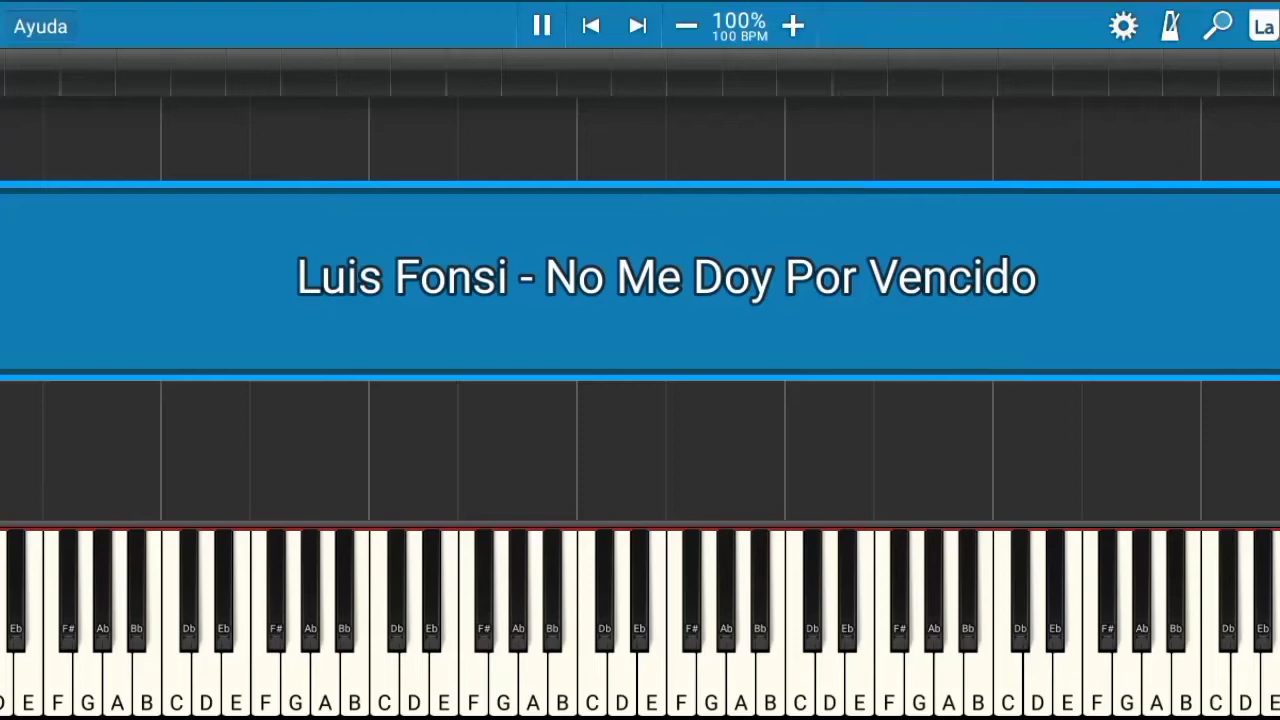 Ayuda
100%
100 BPM
La
Luis Fonsi - No Me Doy Por Vencido
Eb F# Ab Bb Db Eb F# Ab Bb Db Eb F# Ab Bb Db Eb F# Ab Bb Db Eb F# Ab Bb Db Eb F# Ab Bb Db Eb
D E F G A B C D E F G A B C D E F G A B C D E F G A B C D E F G A B C D E F G A B C D E